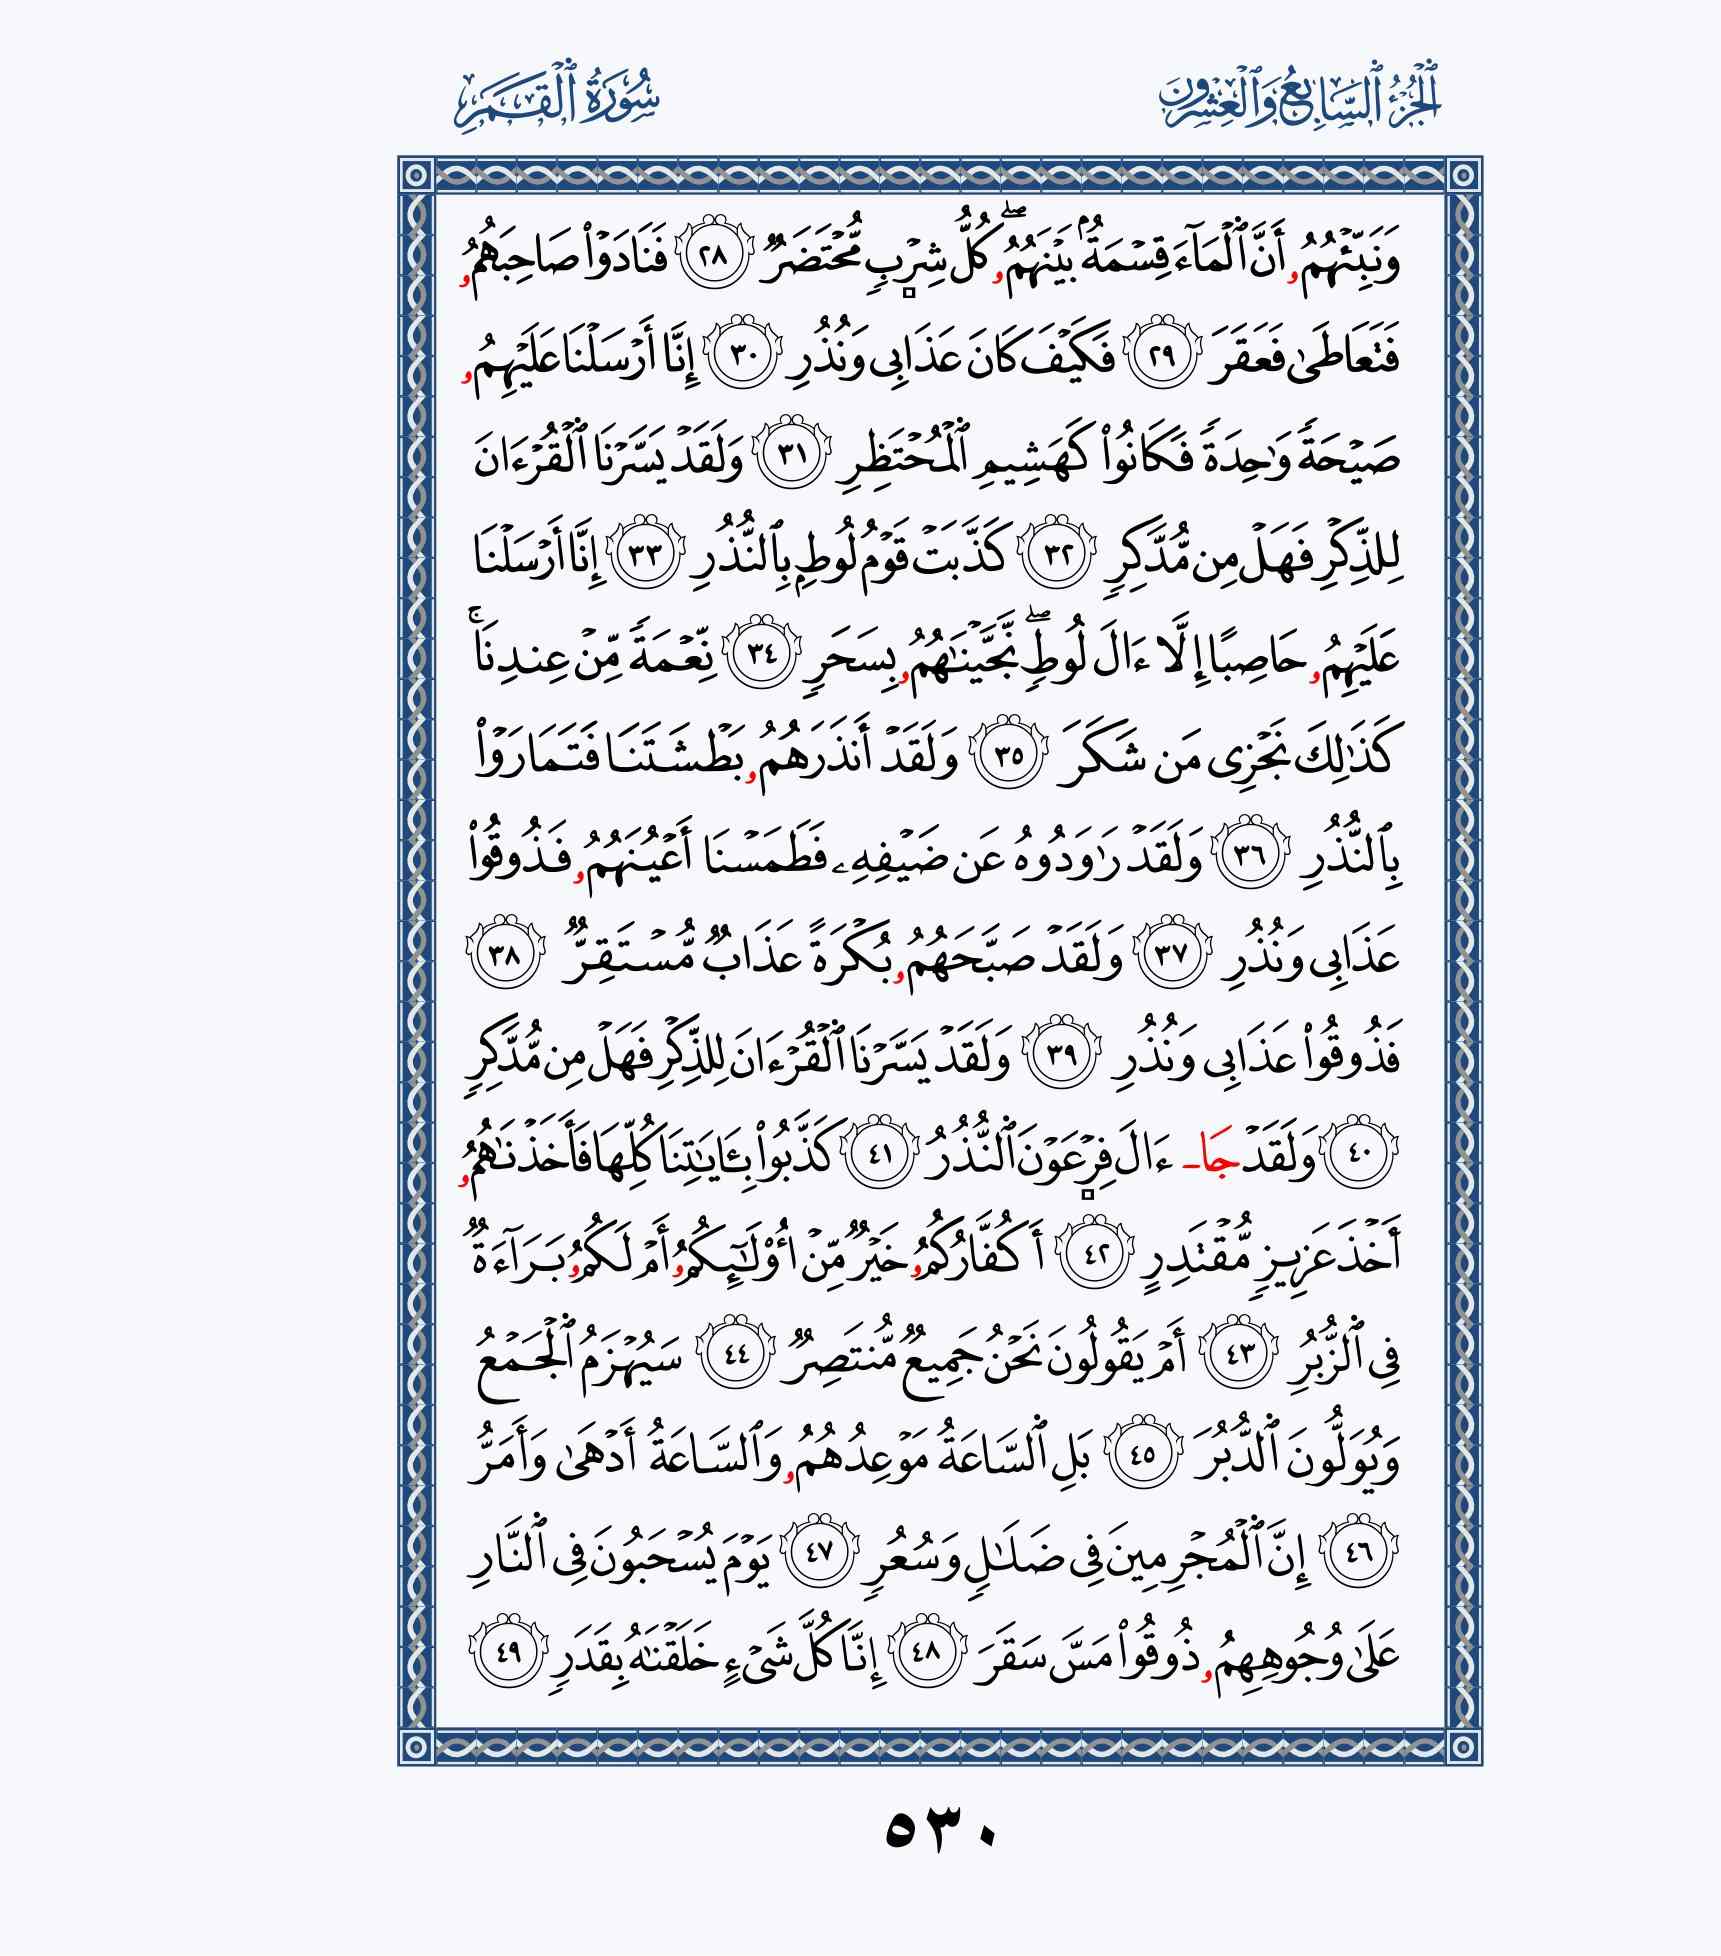 ٱلْجُزْءُ ٱلسَّابِعُ وَٱلْعِشْرُونَ
سُورَةُ ٱلْقَمَرِ
وَنَبِّئْهُمُۥ أَنَّ ٱلْمَآءَ قِسْمَةُۢ بَيْنَهُمُۥۖ كُلُّ شِرْبٖ مُّحْتَضَرٞ ٢٨ فَنَادَوْا۟ صَاحِبَهُمُۥ
فَتَعَاطَىٰ فَعَقَرَ ٢٩ فَكَيْفَ كَانَ عَذَابِى وَنُذُرِ ٣٠ إِنَّا أَرْسَلْنَا عَلَيْهِمُۥ
صَيْحَةٗ وَٰحِدَةٗ فَكَانُوا۟ كَهَشِيمِ ٱلْمُحْتَظِرِ ٣١ وَلَقَدْ يَسَّرْنَا ٱلْقُرْءَانَ
لِلذِّكْرِ فَهَلْ مِن مُّدَّكِرٖ ٣٢ كَذَّبَتْ قَوْمُ لُوطِۭ بِٱلنُّذُرِ ٣٣ إِنَّا أَرْسَلْنَا
عَلَيْهِمُۥ حَاصِبًا إِلَّا ءَالَ لُوطٖۖ نَّجَّيْنَٰهُمُۥ بِسَحَرٖ ٣٤ نِّعْمَةٗ مِّنْ عِندِنَاۚ
كَذَٰلِكَ نَجْزِى مَن شَكَرَ ٣٥ وَلَقَدْ أَنذَرَهُمُۥ بَطْشَتَنَا فَتَمَارَوْا۟
بِٱلنُّذُرِ ٣٦ وَلَقَدْ رَٰوَدُوهُ عَن ضَيْفِهِۦ فَطَمَسْنَا أَعْيُنَهُمُۥ فَذُوقُوا۟
عَذَابِى وَنُذُرِ ٣٧ وَلَقَدْ صَبَّحَهُمُۥ بُكْرَةً عَذَابٞ مُّسْتَقِرّٞ ٣٨
فَذُوقُوا۟ عَذَابِى وَنُذُرِ ٣٩ وَلَقَدْ يَسَّرْنَا ٱلْقُرْءَانَ لِلذِّكْرِ فَهَلْ مِن مُّدَّكِرٖ
٤٠ وَلَقَدْ جَا ءَالَ فِرْعَوْنَ ٱلنُّذُرُ ٤١ كَذَّبُوا۟ بِـَٔايَٰتِنَا كُلِّهَا فَأَخَذْنَٰهُمُۥ
أَخْذَ عَزِيزٖ مُّقْتَدِرٍ ٤٢ أَكُفَّارُكُمُۥ خَيْرٞ مِّنْ أُو۟لَٰٓئِكُمُۥ أَمْ لَكُمُۥ بَرَآءَةٞ
فِى ٱلزُّبُرِ ٤٣ أَمْ يَقُولُونَ نَحْنُ جَمِيعٞ مُّنتَصِرٞ ٤٤ سَيُهْزَمُ ٱلْجَمْعُ
وَيُوَلُّونَ ٱلدُّبُرَ ٤٥ بَلِ ٱلسَّاعَةُ مَوْعِدُهُمُۥ وَٱلسَّاعَةُ أَدْهَىٰ وَأَمَرُّ
٤٦ إِنَّ ٱلْمُجْرِمِينَ فِى ضَلَٰلٖ وَسُعُرٖ ٤٧ يَوْمَ يُسْحَبُونَ فِى ٱلنَّارِ
عَلَىٰ وُجُوهِهِمُۥ ذُوقُوا۟ مَسَّ سَقَرَ ٤٨ إِنَّا كُلَّ شَىْءٍ خَلَقْنَٰهُ بِقَدَرٖ ٤٩
٥٣٠